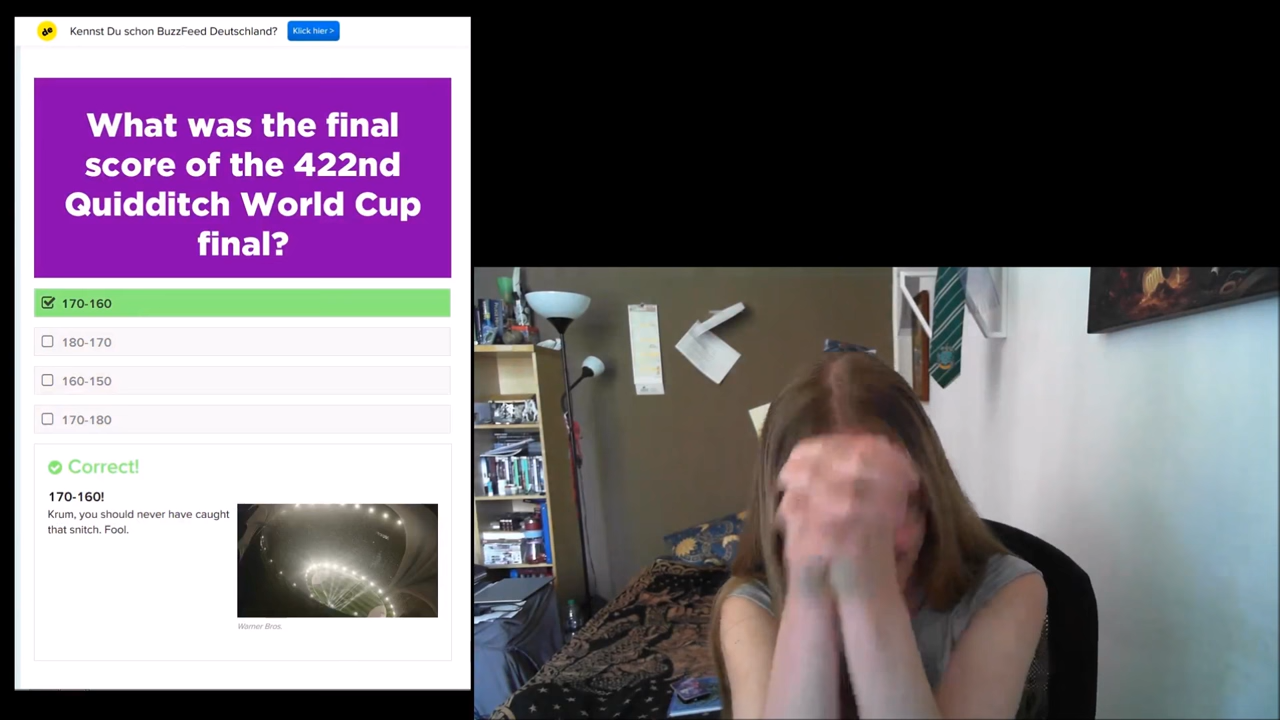 de
Kennst Du schon BuzzFeed Deutschland?
Klick hier >
What was the final
score of the 422nd
Quidditch World Cup
final?
170-160
180-170
160-150
170-180
Correct!
170-160!
Krum, you should never have caught
that snitch. Fool.
Warner Bros.